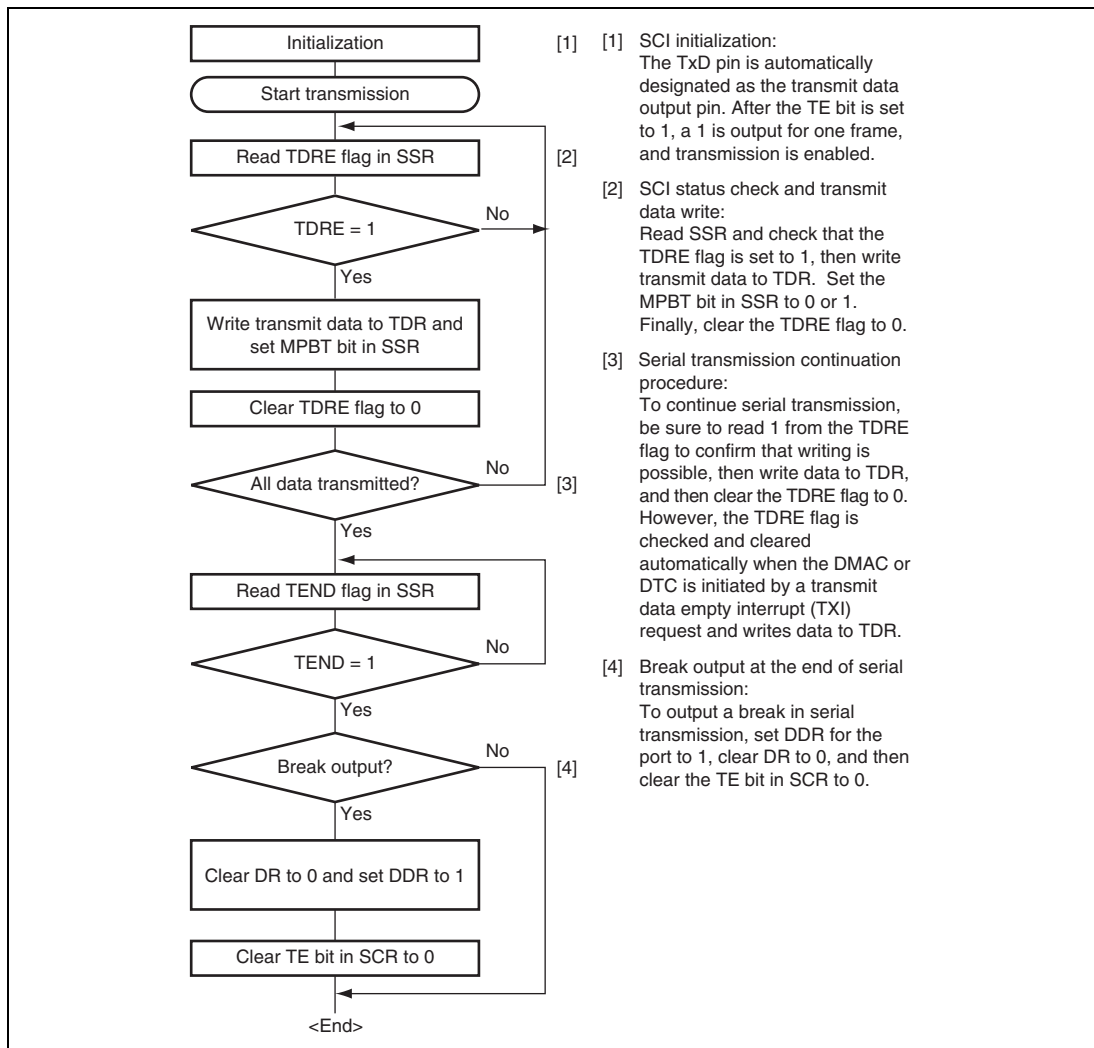 Initialization
[1]
Start transmission
Read TDRE flag in SSR
[2]
TDRE = 1
No
Yes
Write transmit data to TDR and
set MPBT bit in SSR
Clear TDRE flag to 0
All data transmitted?
No
[3]
Yes
Read TEND flag in SSR
TEND = 1
No
Yes
Break output?
No
[4]
Yes
Clear DR to 0 and set DDR to 1
Clear TE bit in SCR to 0
<End>
[1] SCI initialization:
The TxD pin is automatically
designated as the transmit data
output pin. After the TE bit is set
to 1, a 1 is output for one frame,
and transmission is enabled.
[2] SCI status check and transmit
data write:
Read SSR and check that the
TDRE flag is set to 1, then write
transmit data to TDR. Set the
MPBT bit in SSR to 0 or 1.
Finally, clear the TDRE flag to 0.
[3] Serial transmission continuation
procedure:
To continue serial transmission,
be sure to read 1 from the TDRE
flag to confirm that writing is
possible, then write data to TDR,
and then clear the TDRE flag to 0.
However, the TDRE flag is
checked and cleared
automatically when the DMAC or
DTC is initiated by a transmit
data empty interrupt (TXI)
request and writes data to TDR.
[4] Break output at the end of serial
transmission:
To output a break in serial
transmission, set DDR for the
port to 1, clear DR to 0, and then
clear the TE bit in SCR to 0.